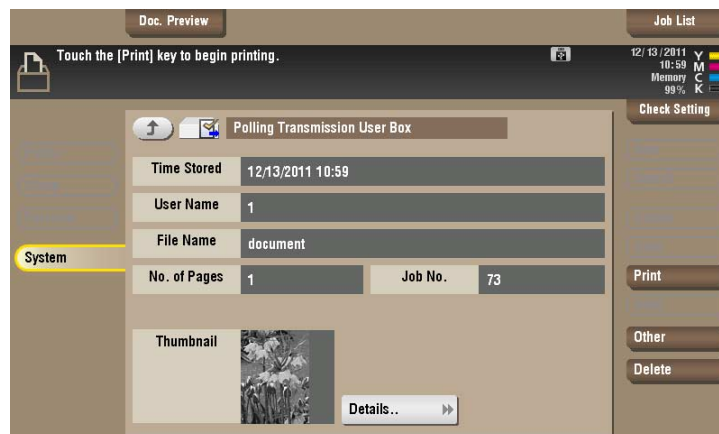 Doc. Preview
Job List
Touch the [Print] key to begin printing.
12/13/2011
10:59
Memory
99%
Y
M
C
K
Check Setting
Polling Transmission User Box
Time Stored 12/13/2011 10:59
User Name 1
File Name document
System
No. of Pages 1 Job No. 73
Print
Thumbnail
Other
Delete
Details..